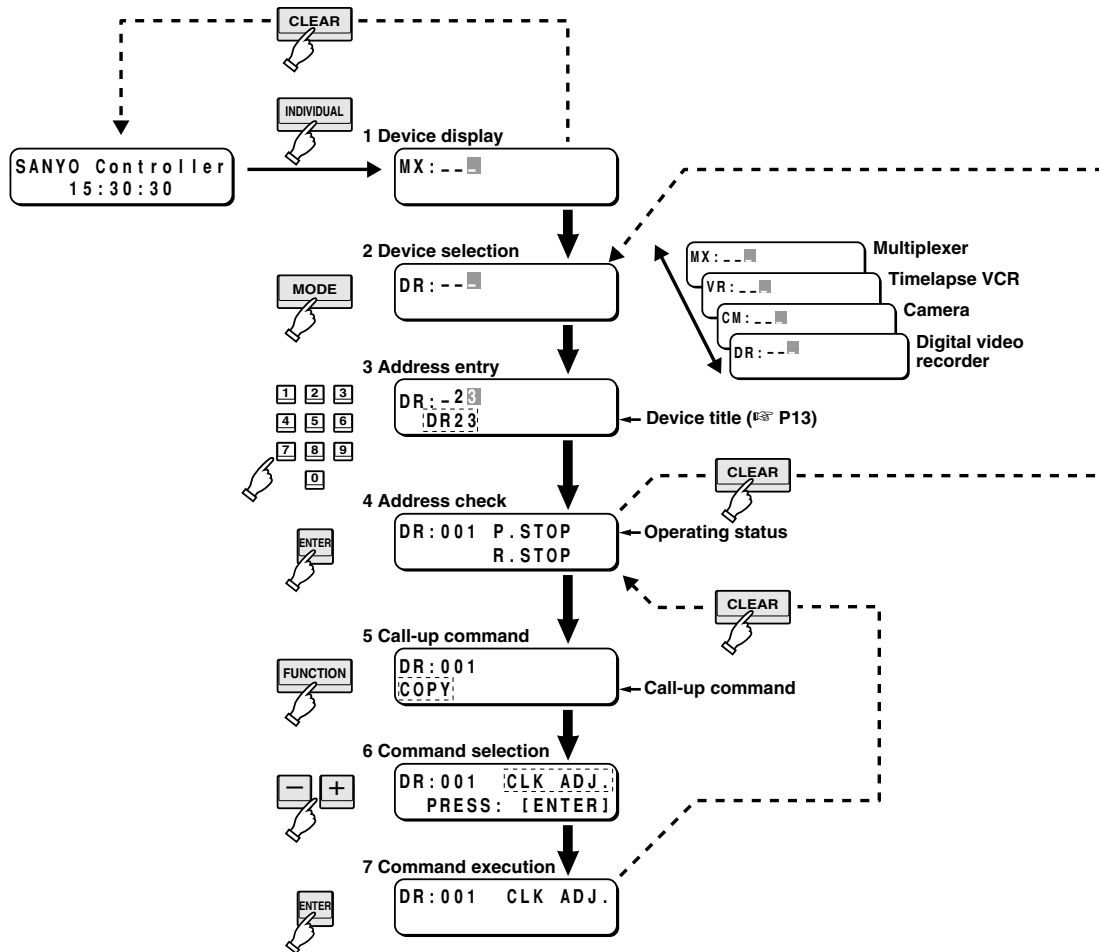 CLEAR
INDIVIDUAL
1 Device display
SANYO Controller
15:30:30
MX:--_
2 Device selection
MODE
DR:--_
MX:--_
Multiplexer
VR:--_
Timelapse VCR
CM:--_
Camera
DR:--_
Digital video
recorder
3 Address entry
1 2 3
4 5 6
7 8 9
0
DR:_23
DR23
Device title (☞ P13)
4 Address check
CLEAR
ENTER
DR:001 P.STOP
R.STOP
Operating status
CLEAR
5 Call-up command
FUNCTION
DR:001
COPY
Call-up command
6 Command selection
− +
DR:001 CLK ADJ.
PRESS: [ENTER]
7 Command execution
ENTER
DR:001 CLK ADJ.